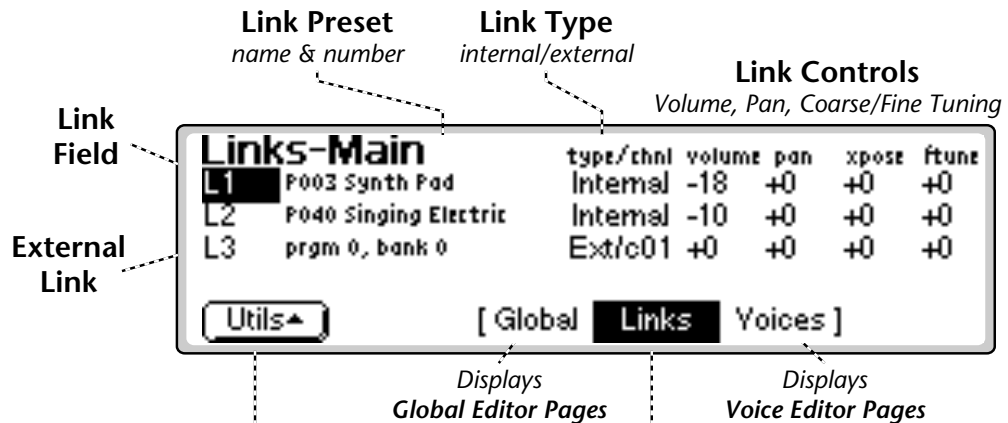 Link Preset
name & number
Link Type
internal/external
Link Controls
Volume, Pan, Coarse/Fine Tuning
Link
Field
External
Link
Links-Main
type/chnl volume pan xpose ftune
L1 P003 Synth Pad Internal -18 +0 +0 +0
L2 P040 Singing Electric Internal -10 +0 +0 +0
L3 prgm 0, bank 0 Ext/c01 +0 +0 +0 +0
Utils [ Global Links Voices ]
Displays
Global Editor Pages
Displays
Voice Editor Pages